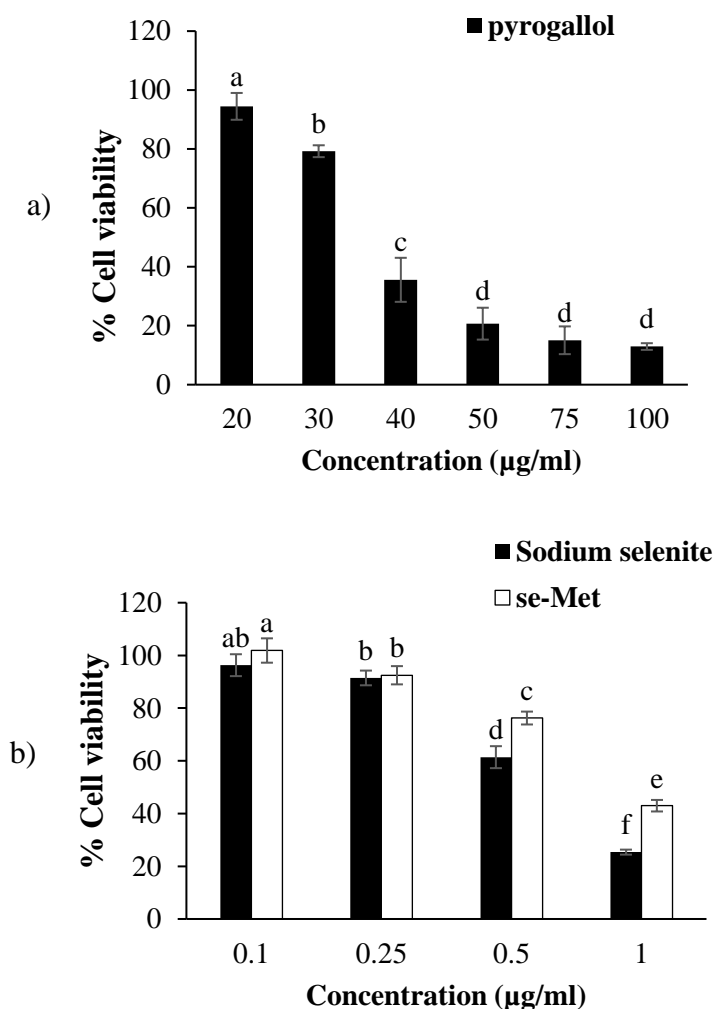 pyrogallol
120
100
80
60
40
20
0
% Cell viability
a)
a
b
c
d
d
d
20 30 40 50 75 100
Concentration (µg/ml)
Sodium selenite
se-Met
120
100
80
60
40
20
0
% Cell viability
b)
ab a
b b
d c
f e
0.1 0.25 0.5 1
Concentration (µg/ml)